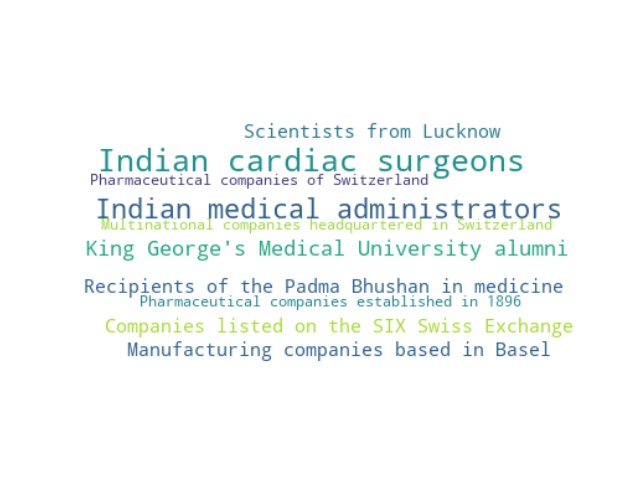 Scientists from Lucknow
Indian cardiac surgeons
Pharmaceutical companies of Switzerland
Indian medical administrators
Multinational companies headquartered in Switzerland
King George's Medical University alumni
Recipients of the Padma Bhushan in medicine
Pharmaceutical companies established in 1896
Companies listed on the SIX Swiss Exchange
Manufacturing companies based in Basel